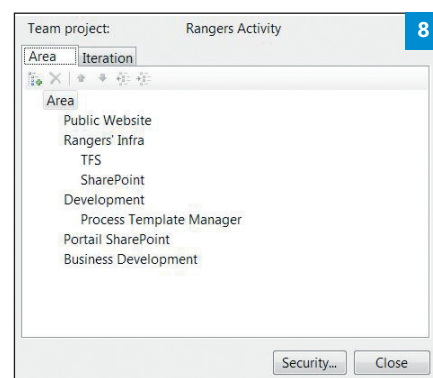 Team project: Rangers Activity
8
Area Iteration
Area
Public Website
Rangers' Infra
TFS
SharePoint
Development
Process Template Manager
Portail SharePoint
Business Development
Security... Close